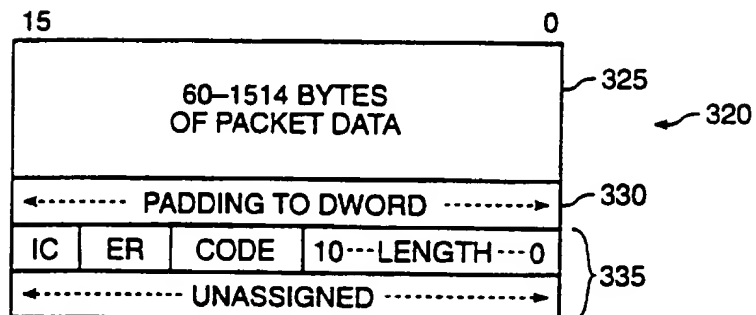 15 0
60–1514 BYTES
OF PACKET DATA
325
320
PADDING TO DWORD
330
IC ER CODE 10---LENGTH---0
335
UNASSIGNED